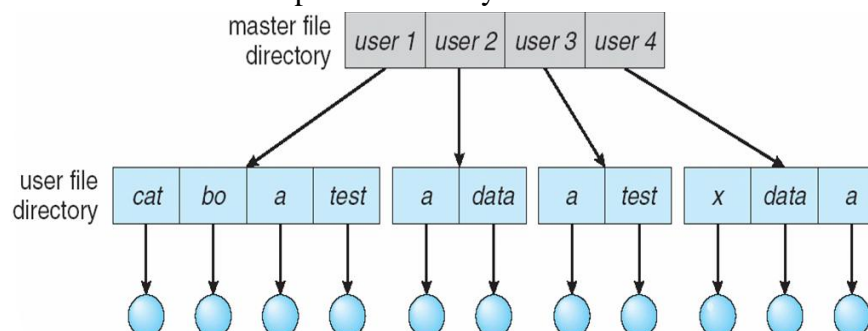 master file directory
user 1 user 2 user 3 user 4
user file directory
cat bo a test a data a test x data a